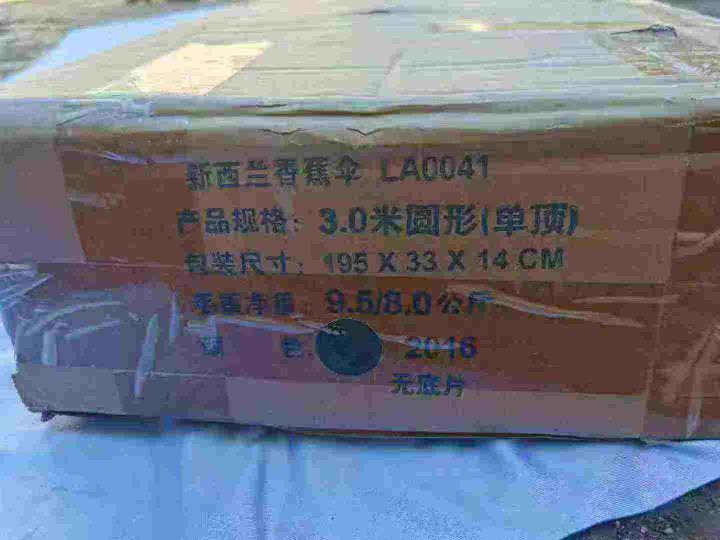 新西兰香蕉伞 LA0041
产品规格：3.0米圆形(单顶)
包装尺寸：195 X 33 X 14 CM
毛重净重：9.5/8.0公斤
颜 色： 2016
无底片